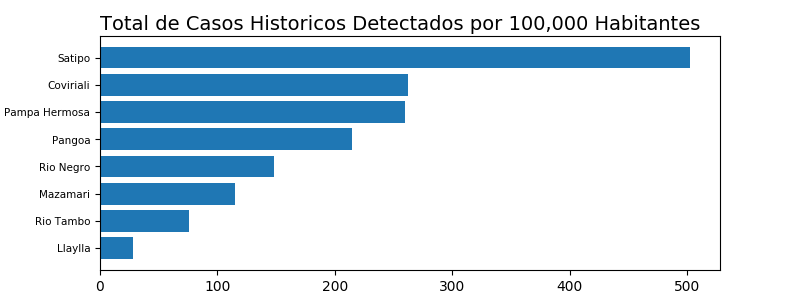 Total de Casos Historicos Detectados por 100,000 Habitantes
Satipo
Coviriali
Pampa Hermosa
Pangoa
Rio Negro
Mazamari
Rio Tambo
Llaylla
0 100 200 300 400 500